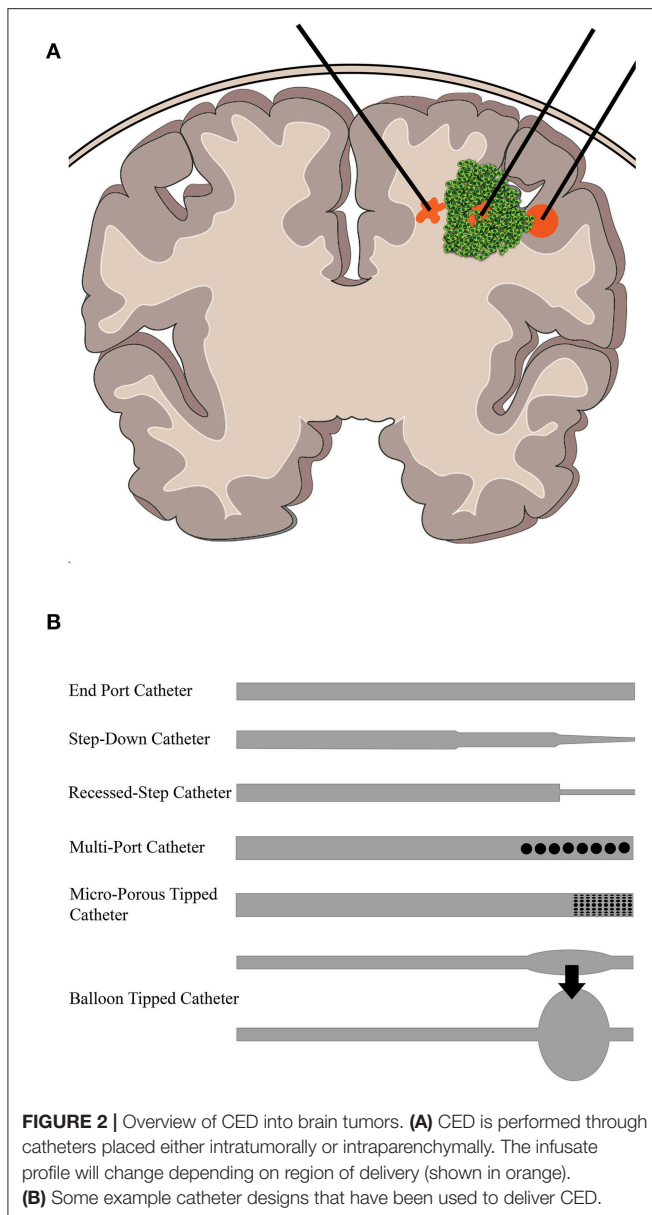 A
B
End Port Catheter
Step-Down Catheter
Recessed-Step Catheter
Multi-Port Catheter
Micro-Porous Tipped
Catheter
Balloon Tipped Catheter
FIGURE 2 | Overview of CED into brain tumors. (A) CED is performed through
catheters placed either intratumorally or intraparenchymally. The infusate
profile will change depending on region of delivery (shown in orange).
(B) Some example catheter designs that have been used to deliver CED.